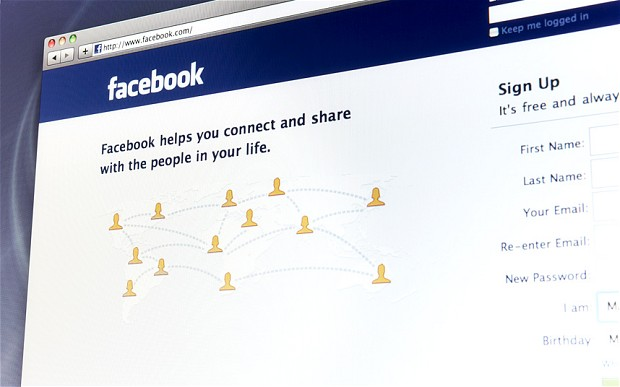 http://www.facebook.com/
Keep me logged in
facebook
Facebook helps you connect and share
with the people in your life.
Sign Up
It's free and
First Name:
Last Name:
Your Email:
Re-enter Email:
New Password
I am:
Birthday